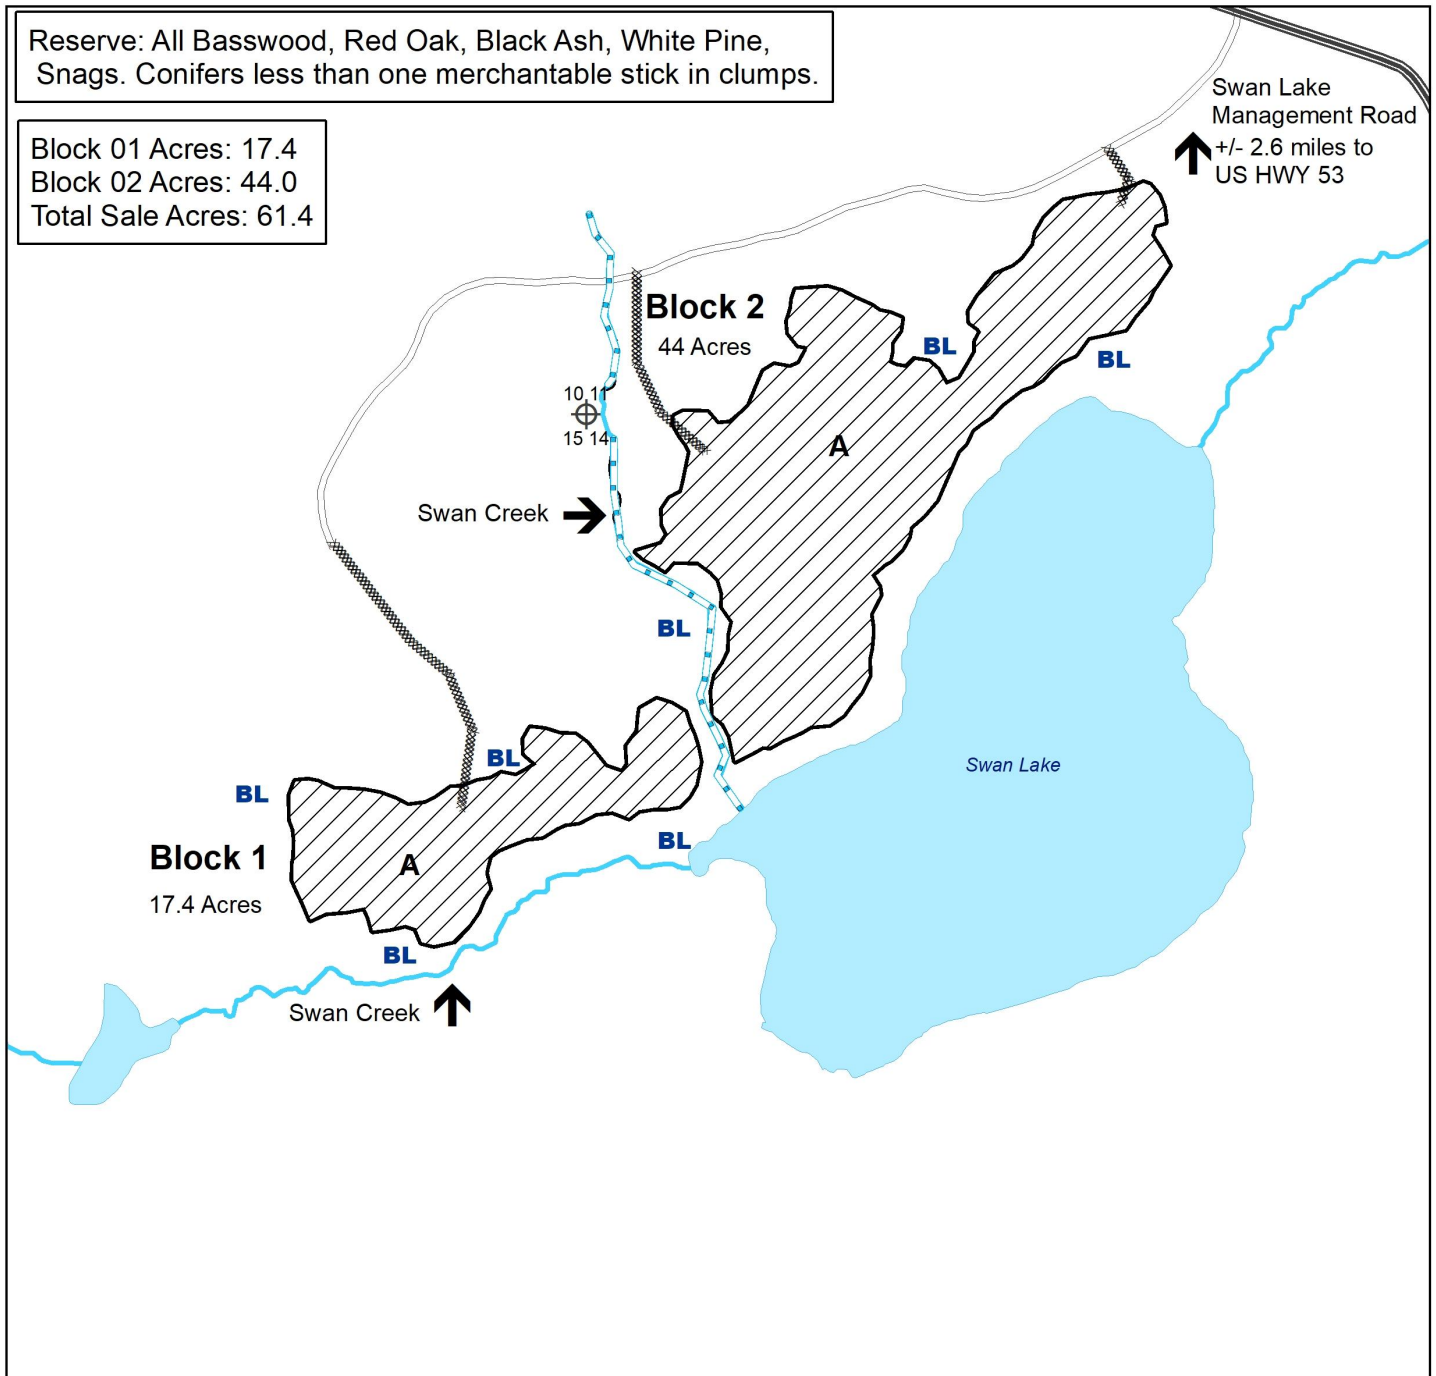 Reserve: All Basswood, Red Oak, Black Ash, White Pine,
Snags. Conifers less than one merchantable stick in clumps.
Block 01 Acres: 17.4
Block 02 Acres: 44.0
Total Sale Acres: 61.4
Swan Lake
Management Road
+/- 2.6 miles to
US HWY 53
Block 2
44 Acres
BL
BL
10 11
15 14
A
Swan Creek
BL
BL
Swan Lake
BL
BL
Block 1
17.4 Acres
A
BL
Swan Creek